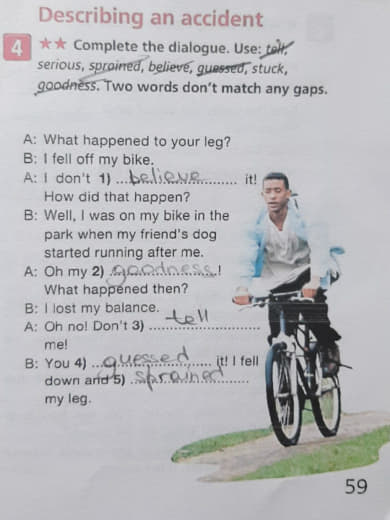 Describing an accident
4 ★★ Complete the dialogue. Use: tell,
serious, sprained, believe, guessed, stuck,
goodness. Two words don't match any gaps.
A: What happened to your leg?
B: I fell off my bike.
A: I don't 1) believe it!
How did that happen?
B: Well, I was on my bike in the
park when my friend's dog
started running after me.
A: Oh my 2) goodness!
What happened then?
B: I lost my balance.
A: Oh no! Don't 3) tell
me!
B: You 4) guessed it! I fell
down and 5) sprained
my leg.
59